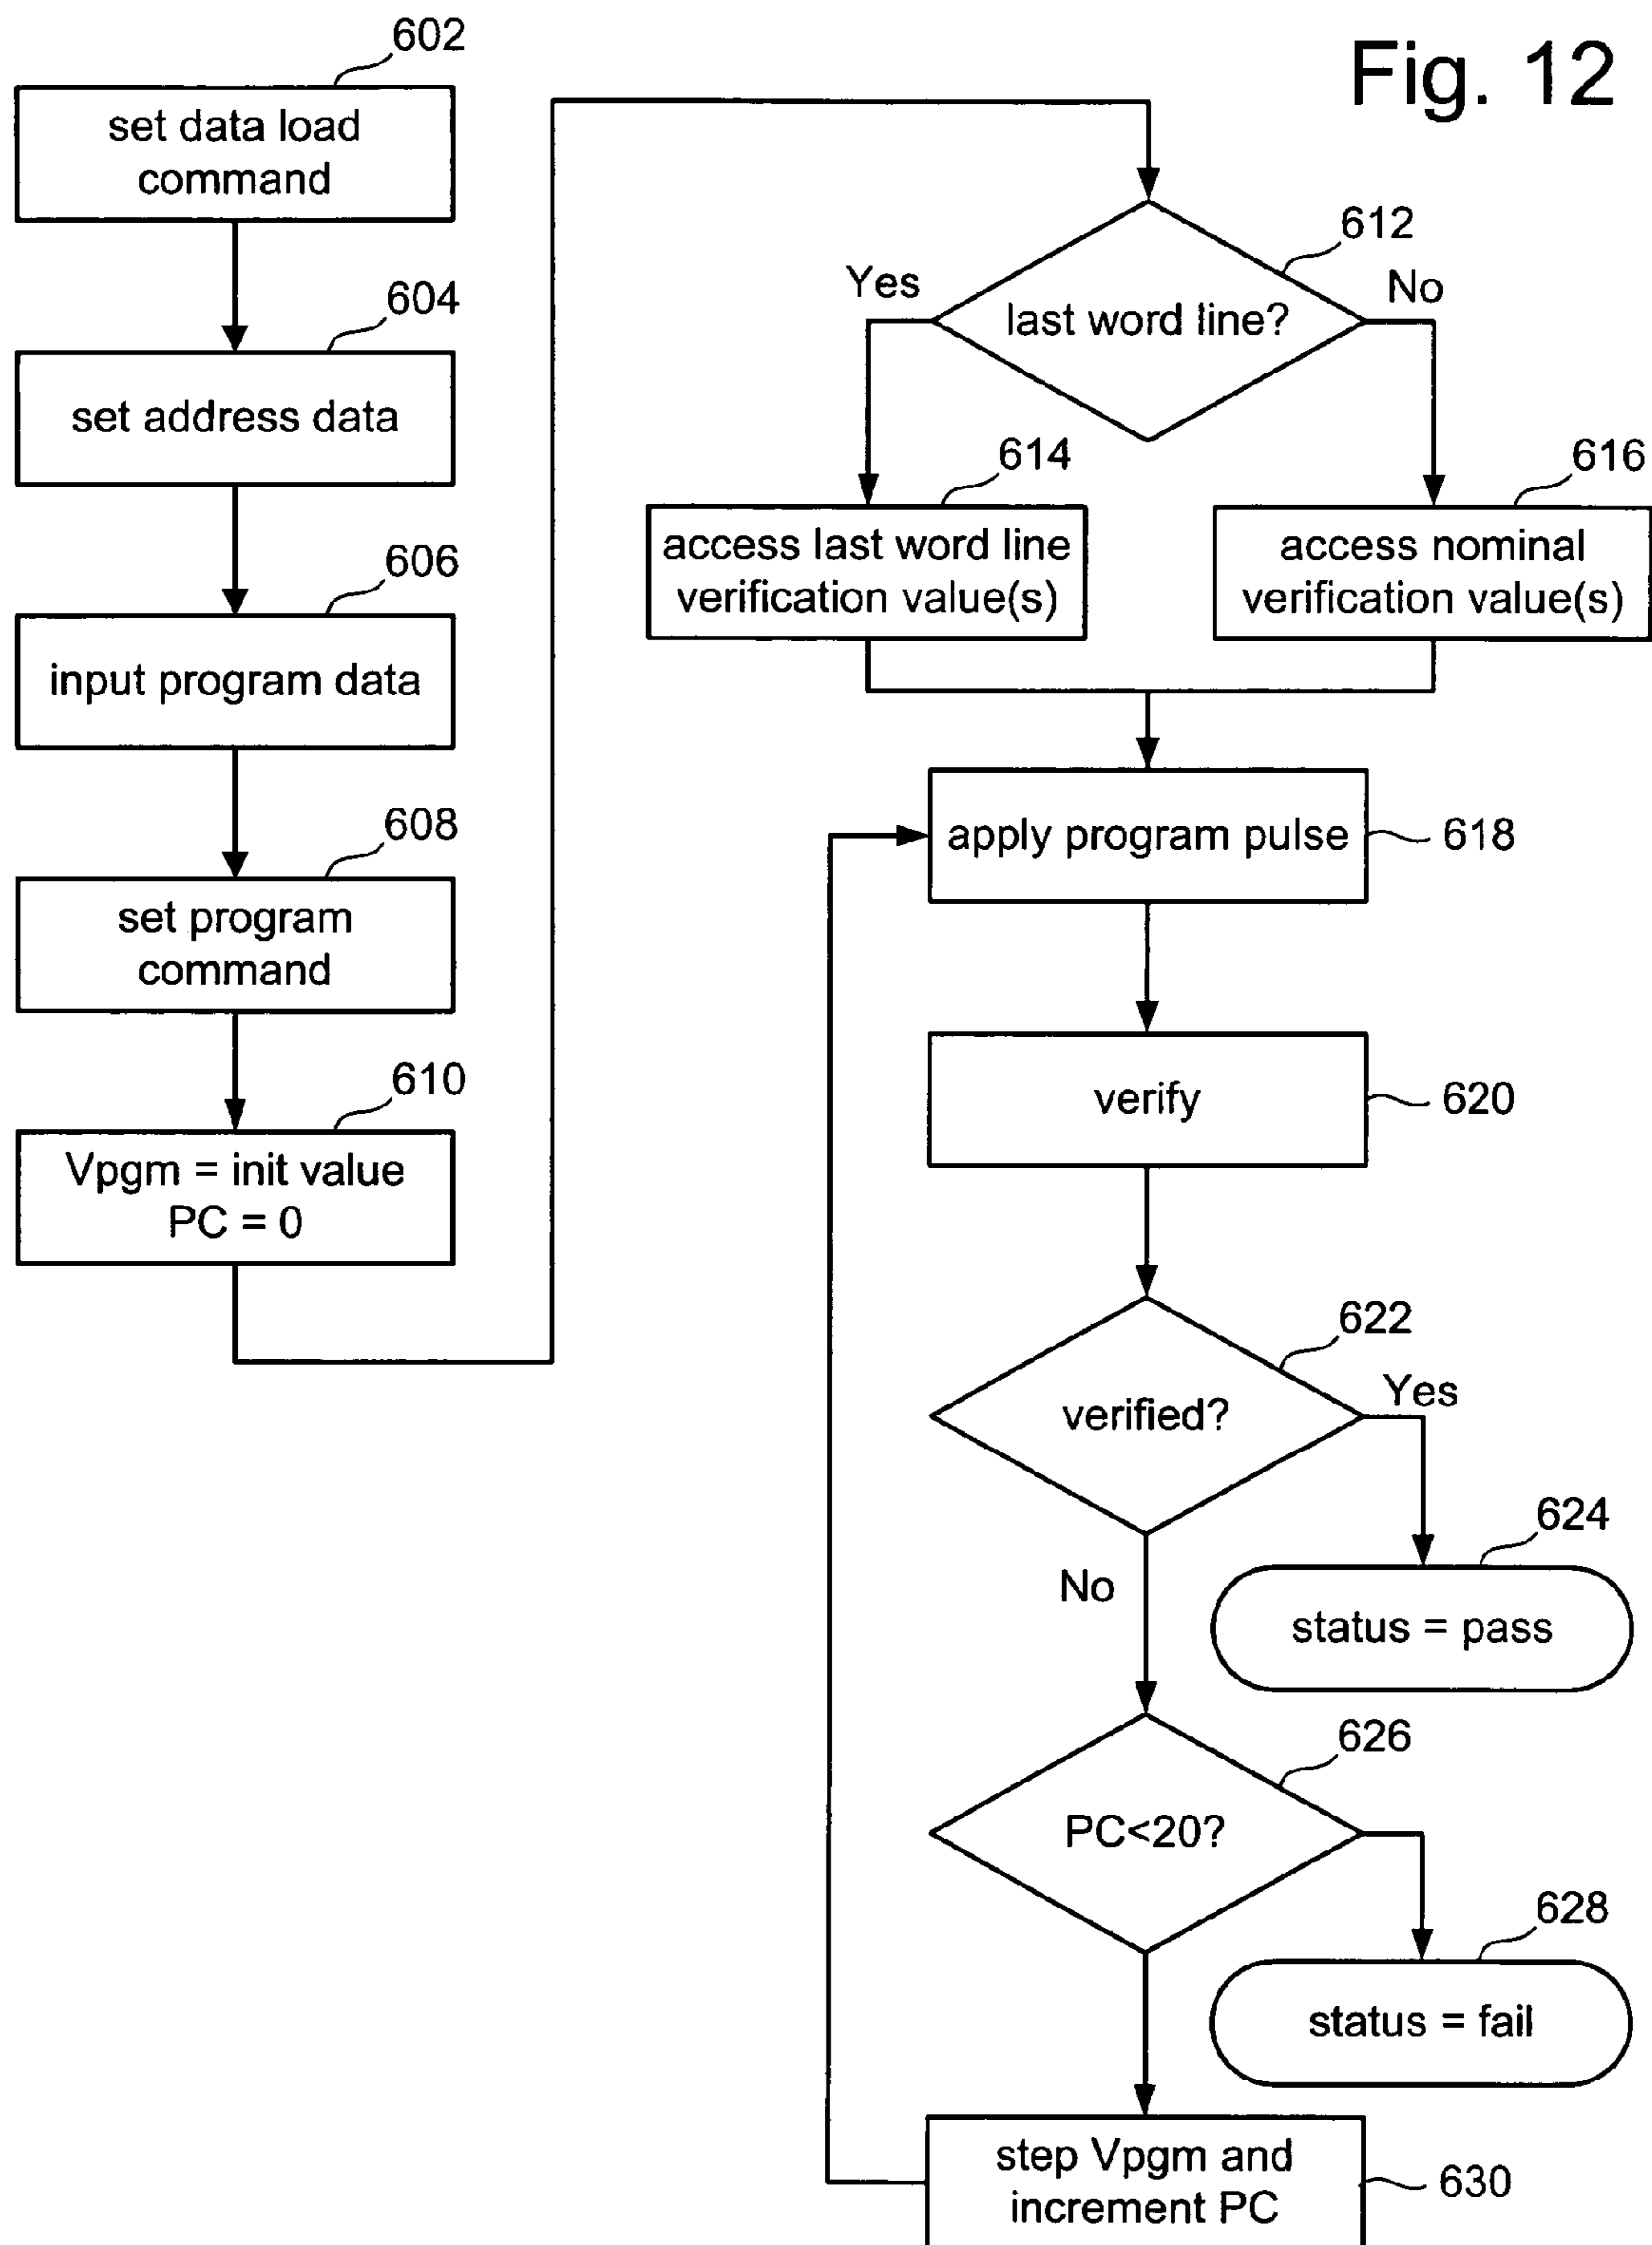 Fig. 12
602
set data load
command
604
set address data
606
input program data
608
set program
command
610
Vpgm = init value
PC = 0
612
last word line?
Yes
No
614
access last word line
verification value(s)
616
access nominal
verification value(s)
apply program pulse
618
verify
620
622
verified?
Yes
No
624
status = pass
626
PC<20?
628
status = fail
step Vpgm and
increment PC
630